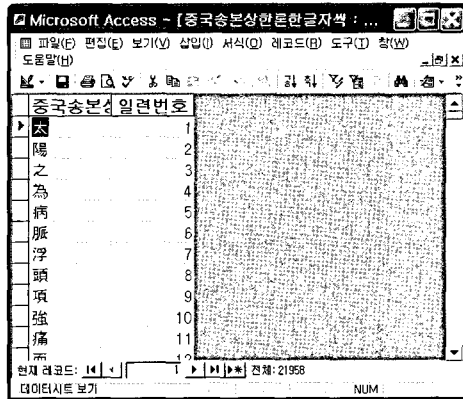 Microsoft Access - [중국송본상한론한글자씩 : ...
파일(F) 편집(E) 보기(V) 삽입(I) 서식(O) 레코드(R) 도구(T) 창(W)
도움말(H)
중국송본상 일련번호
太 1
陽 2
之 3
為 4
病 5
脈 6
浮 7
頭 8
項 9
強 10
痛 11
而 12
현재 레코드: 1 전체: 21958
데이터시트 보기 NUM